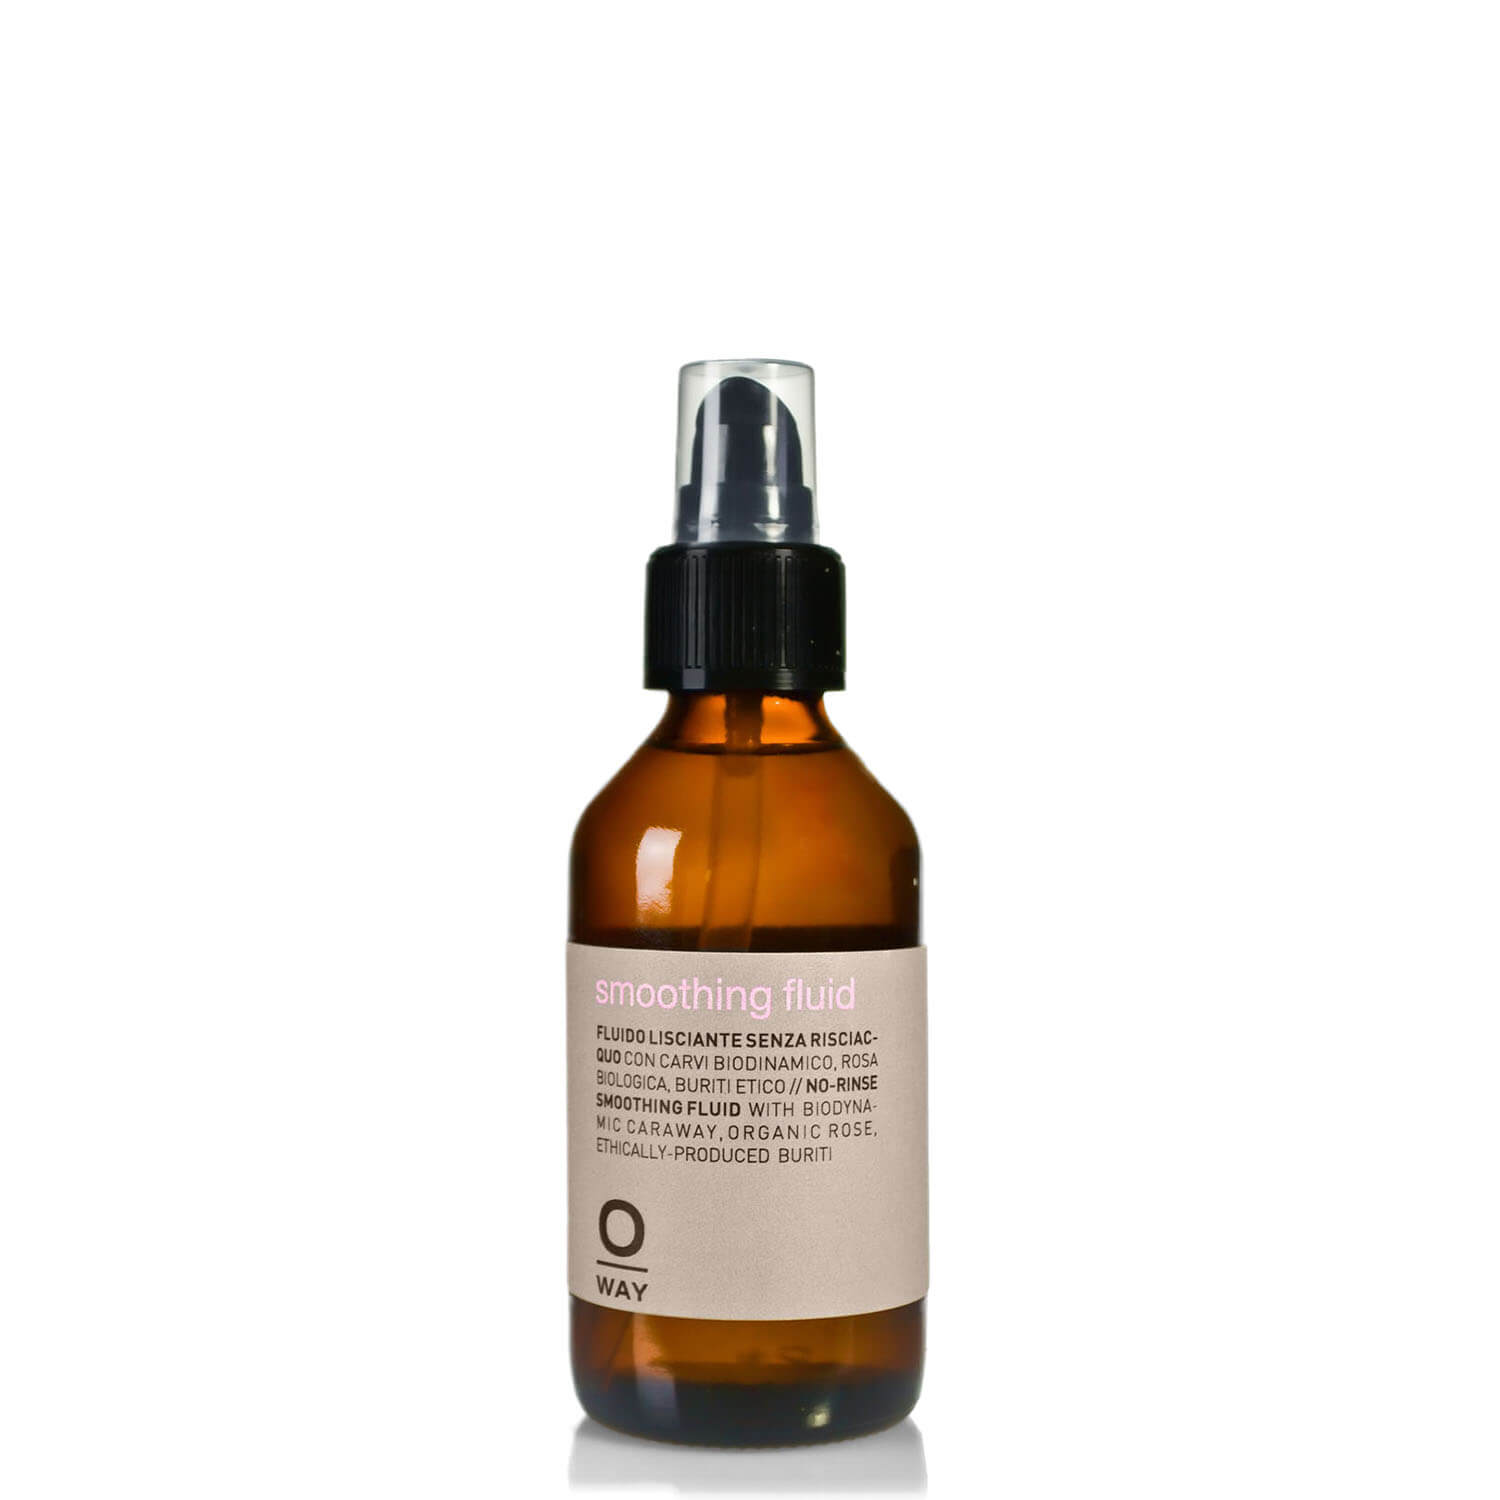 smoothing fluid
FLUIDO LISCIANTE SENZA RISCIAC-
QUO CON CARVI BIODINAMICO, ROSA
BIOLOGICA, BURITI ETICO // NO-RINSE
SMOOTHING FLUID WITH BIODYNA-
MIC CARAWAY, ORGANIC ROSE,
ETHICALLY-PRODUCED BURITI
O
WAY